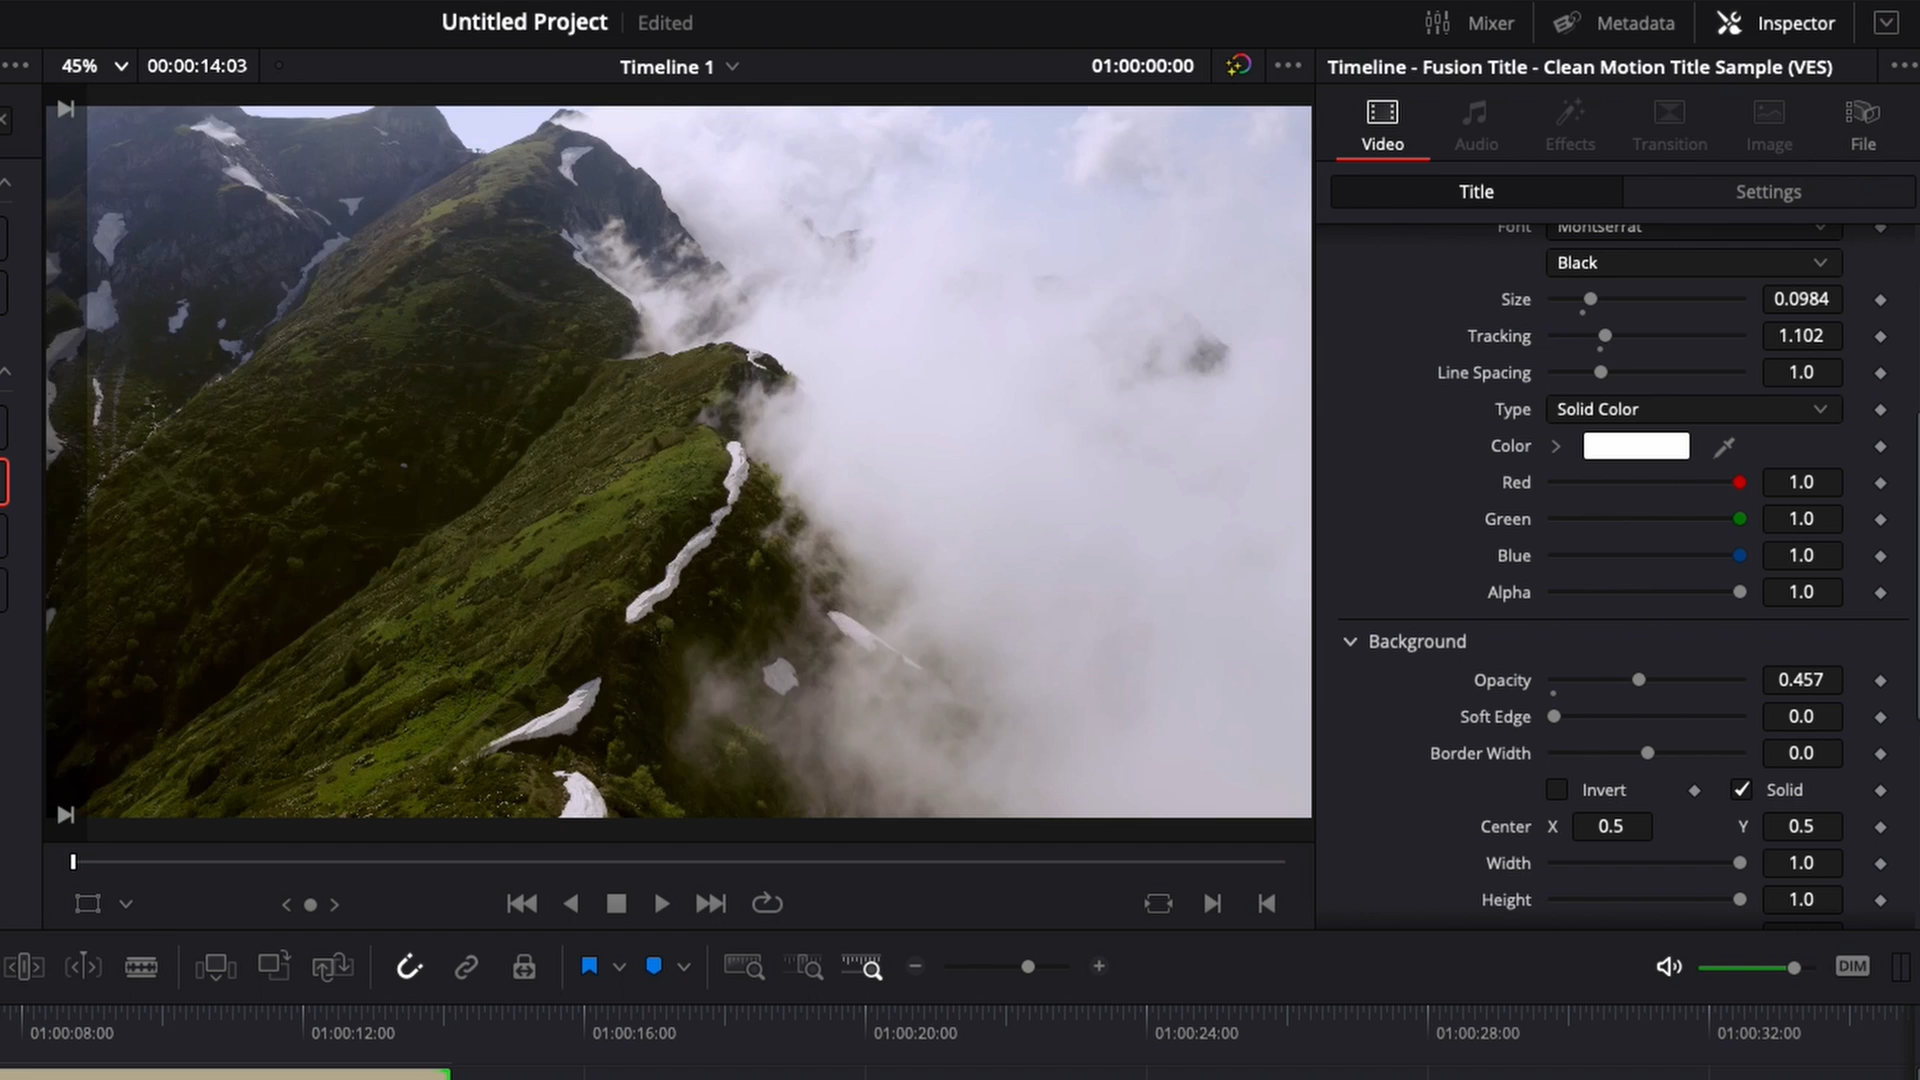 Untitled Project Edited Mixer Metadata Inspector
45% 00:00:14:03 Timeline 1 01:00:00:00 Timeline - Fusion Title - Clean Motion Title Sample (VES)
Video Audio Effects Transition Image File
Title Settings
Font Montserrat
Black
Size 0.0984
Tracking 1.102
Line Spacing 1.0
Type Solid Color
Color
Red 1.0
Green 1.0
Blue 1.0
Alpha 1.0
Background
Opacity 0.457
Soft Edge 0.0
Border Width 0.0
Invert Solid
Center X 0.5 Y 0.5
Width 1.0
Height 1.0
DIM
01:00:08:00 01:00:12:00 01:00:16:00 01:00:20:00 01:00:24:00 01:00:28:00 01:00:32:00